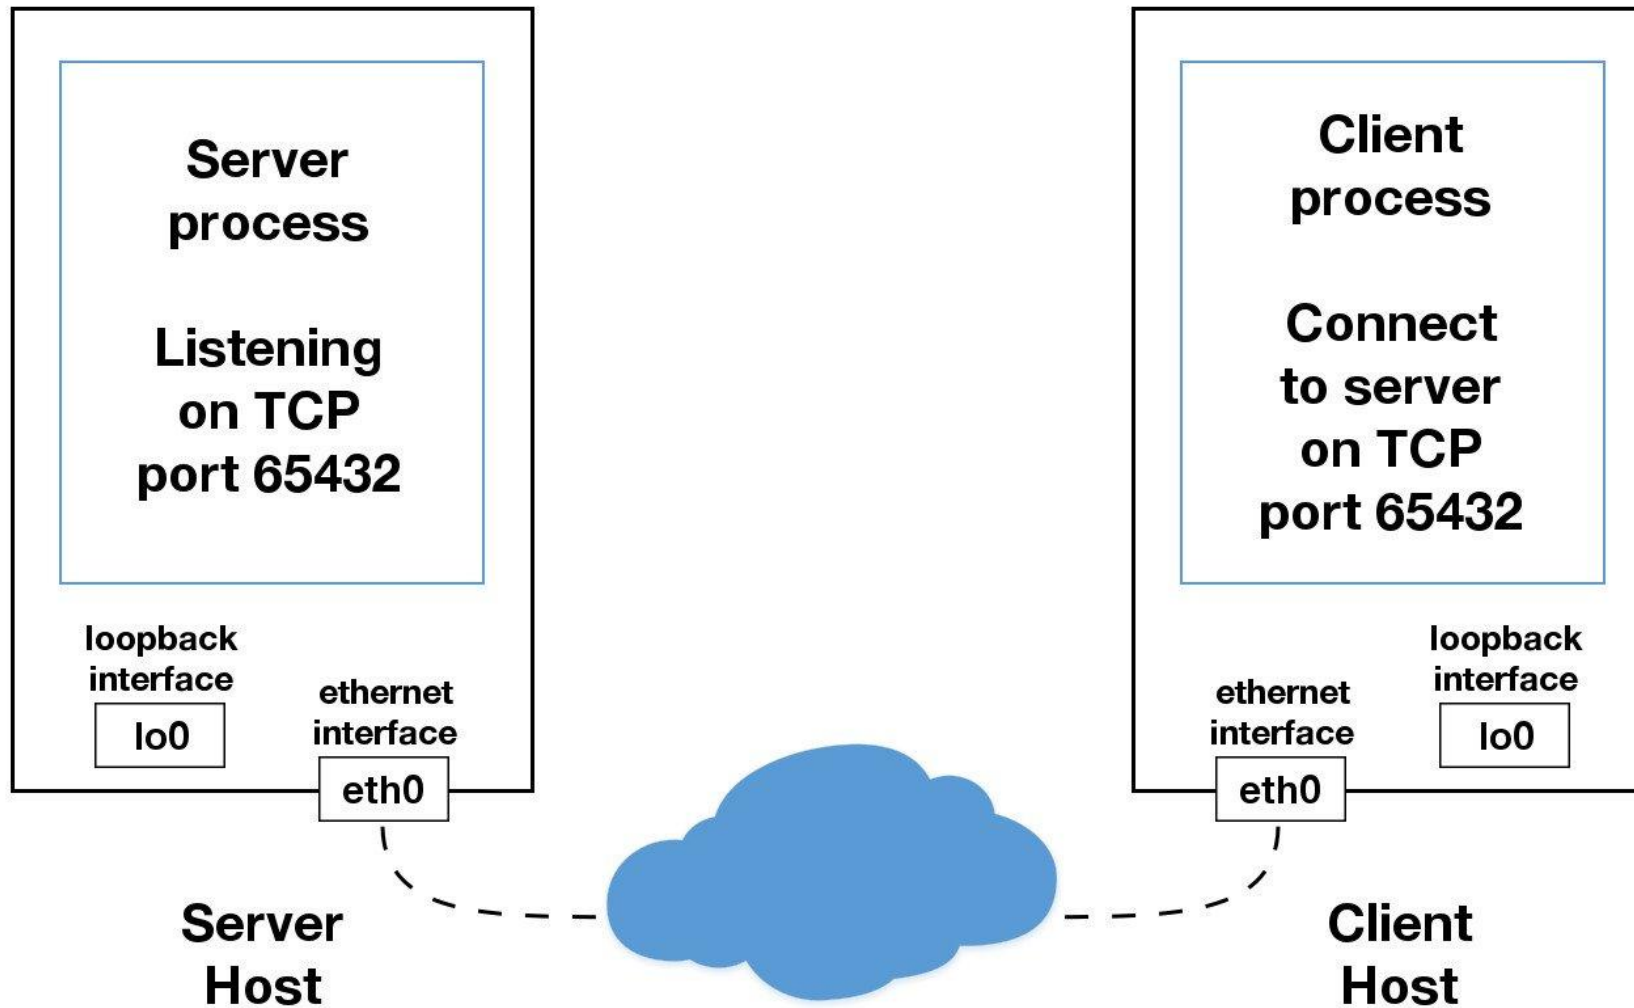 Server
process
Listening
on TCP
port 65432
loopback
interface
lo0
ethernet
interface
eth0
Server
Host
Client
process
Connect
to server
on TCP
port 65432
ethernet
interface
eth0
loopback
interface
lo0
Client
Host